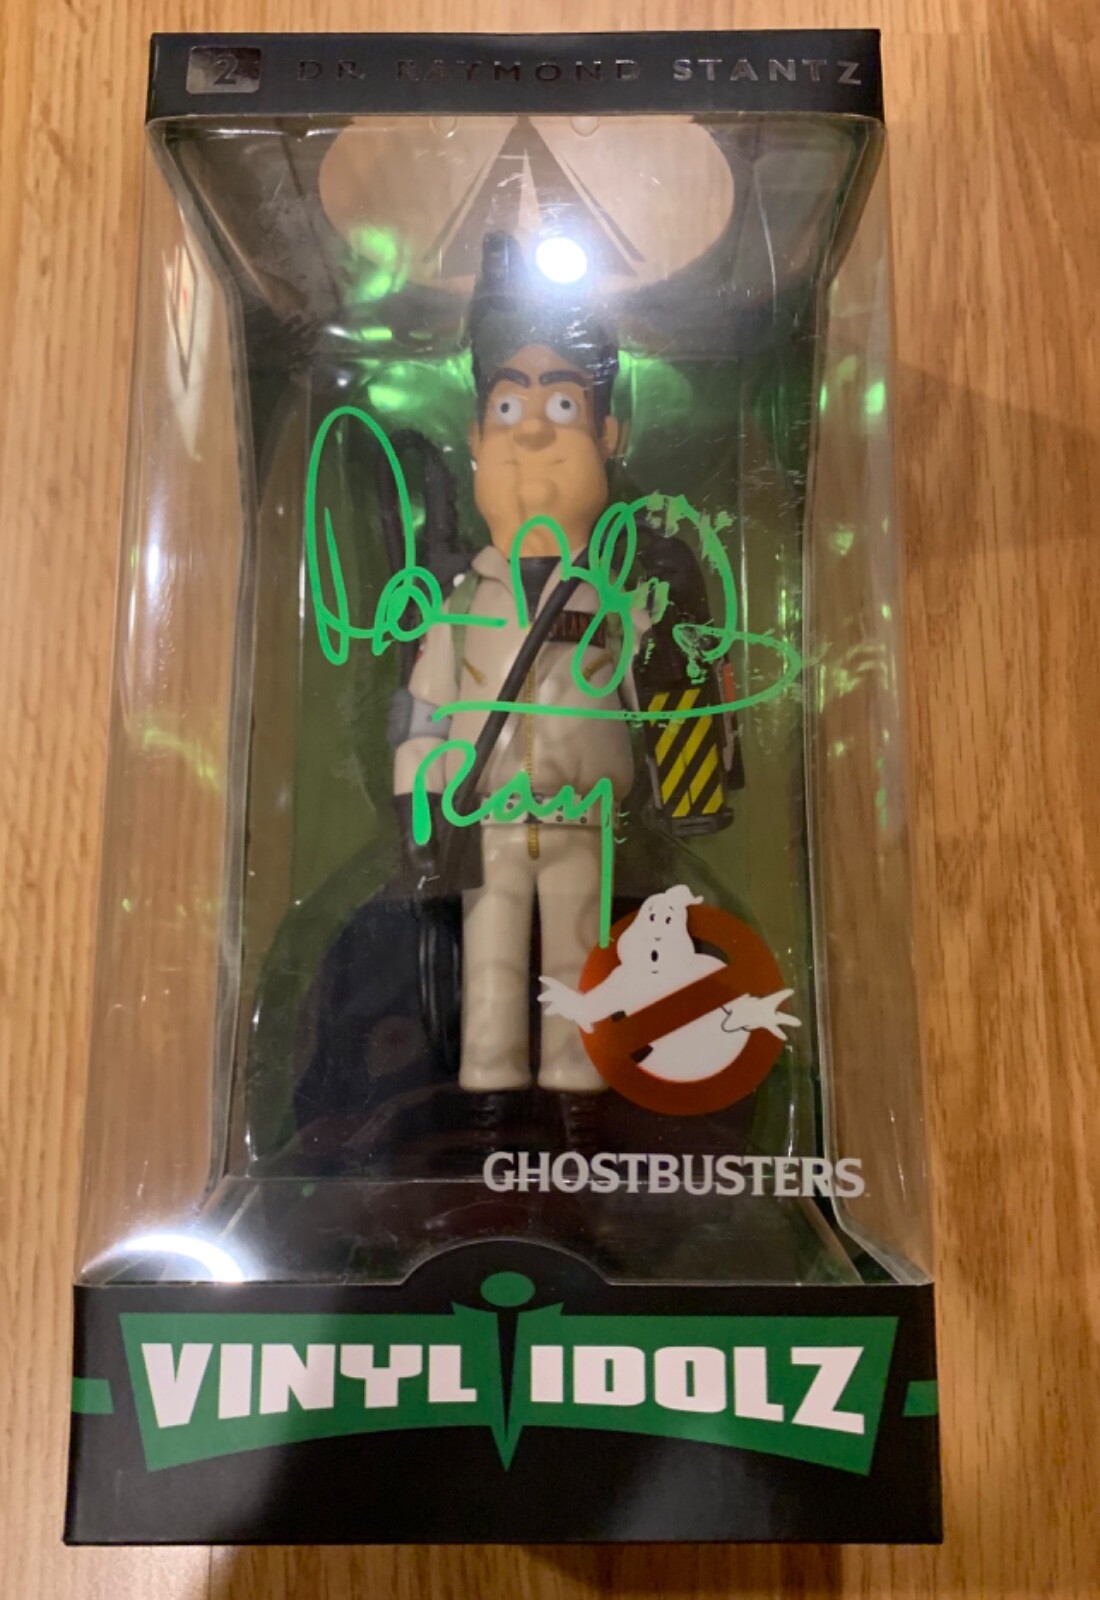 2 DR. RAYMOND STANTZ
Ray
GHOSTBUSTERS
VINYL IDOLZ